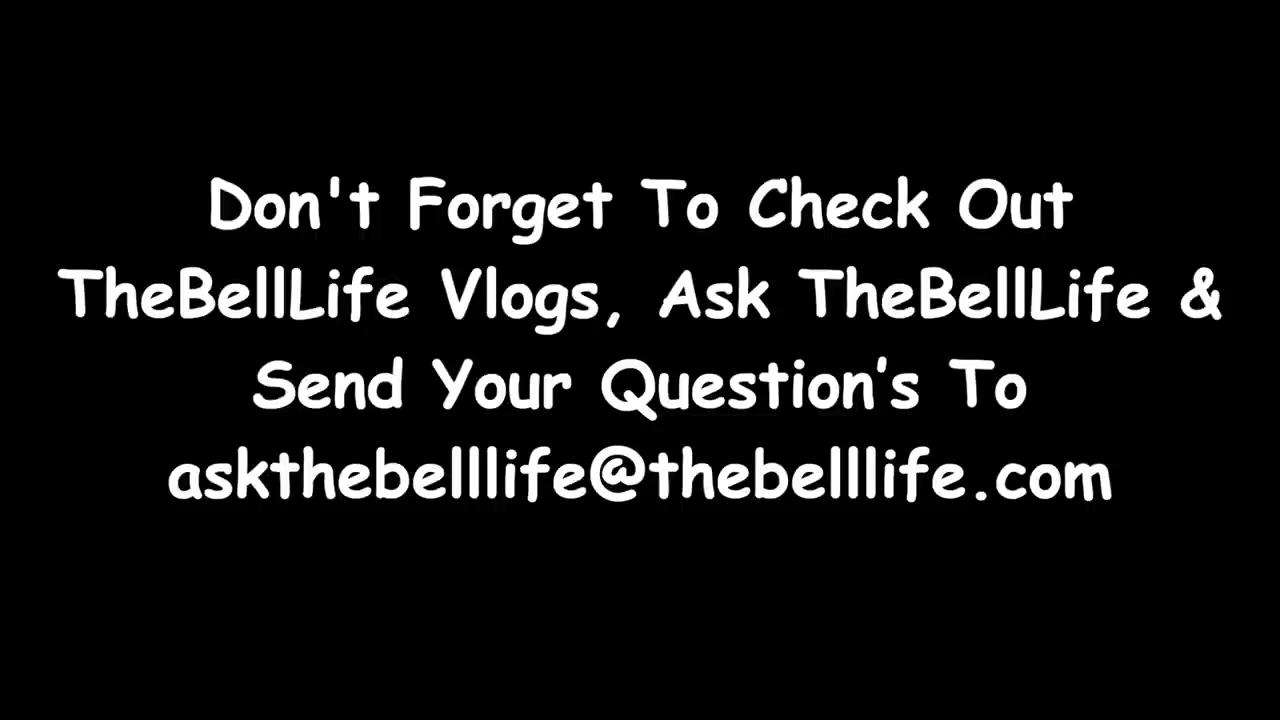 Don't Forget To Check Out
TheBellLife Vlogs, Ask TheBellLife &
Send Your Question’s To
askthebelllife@thebelllife.com